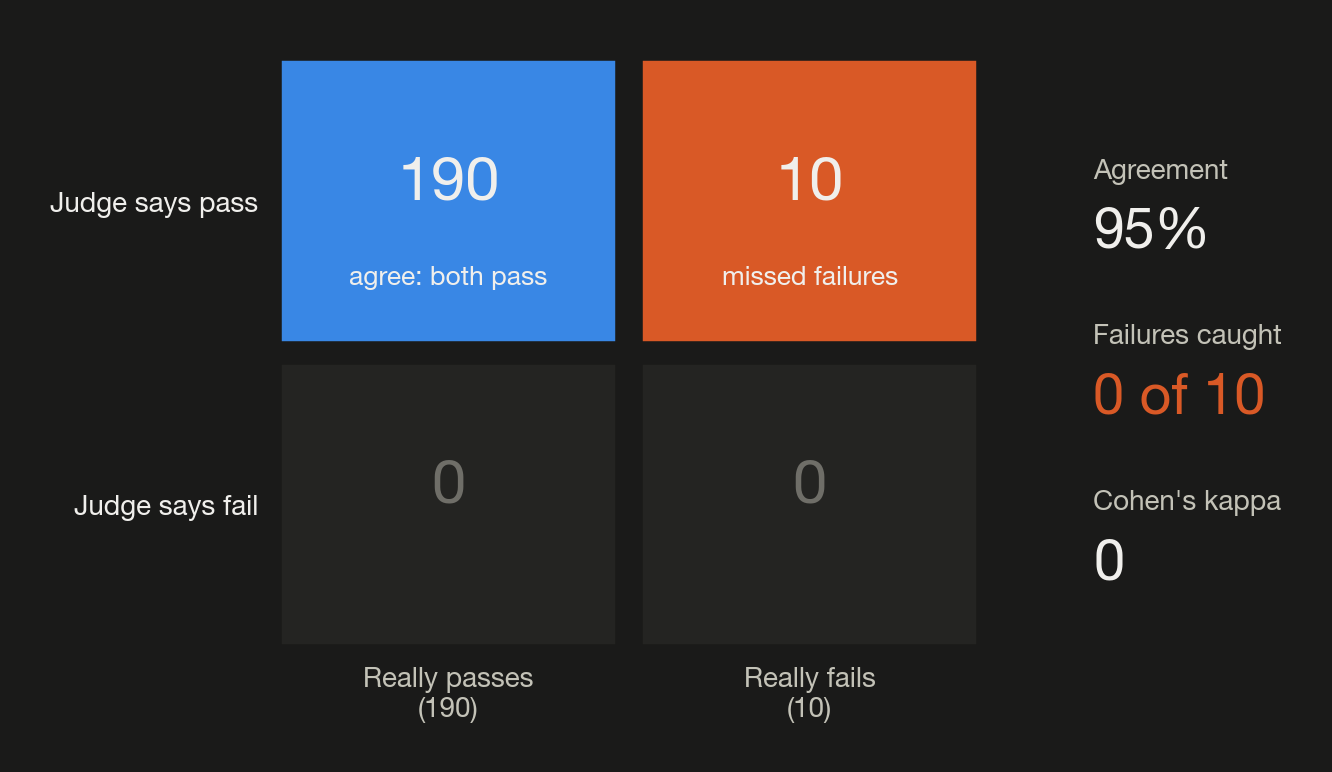 190
10
agree: both pass
missed failures
Judge says pass
0
0
Judge says fail
Really passes
(190)
Really fails
(10)
Agreement
95%
Failures caught
0 of 10
Cohen's kappa
0